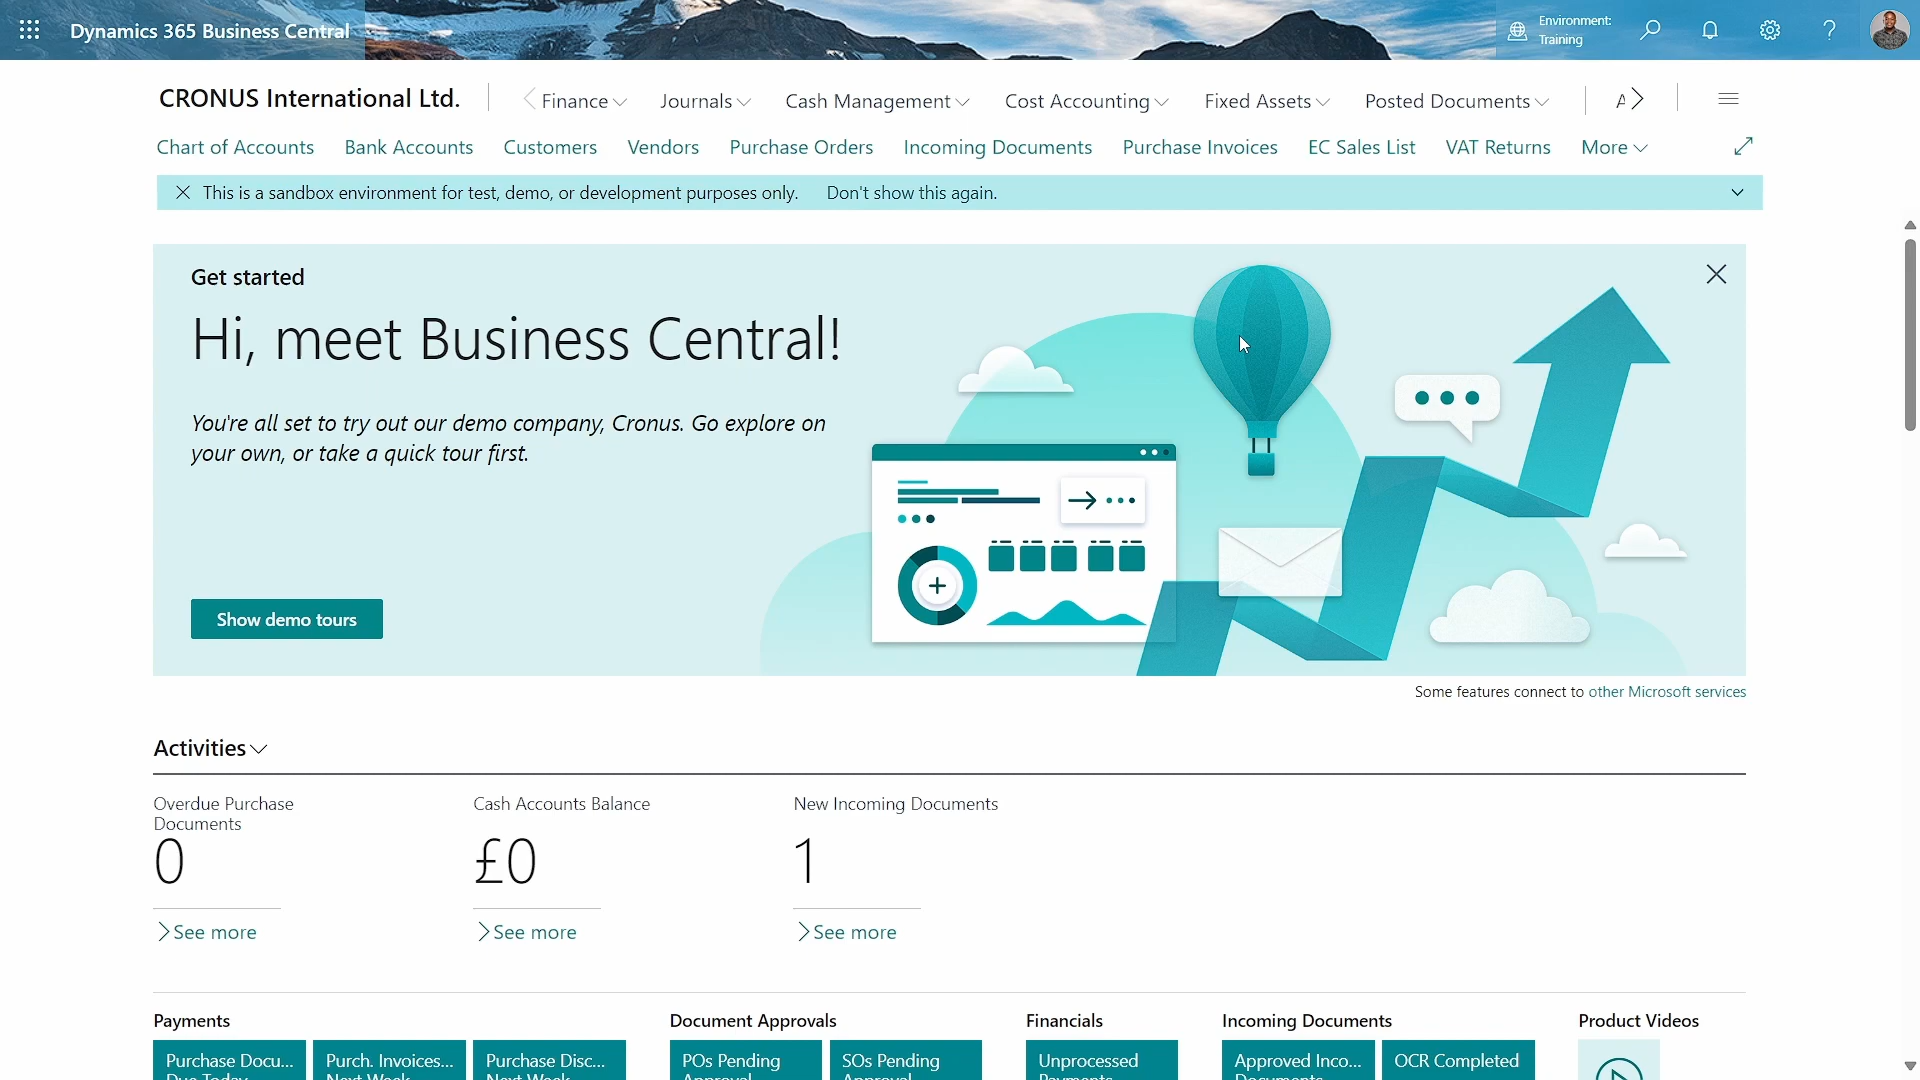 Dynamics 365 Business Central
Environment:
Training
CRONUS International Ltd.
Finance
Journals
Cash Management
Cost Accounting
Fixed Assets
Posted Documents
Chart of Accounts
Bank Accounts
Customers
Vendors
Purchase Orders
Incoming Documents
Purchase Invoices
EC Sales List
VAT Returns
More
This is a sandbox environment for test, demo, or development purposes only.
Don't show this again.
Get started
Hi, meet Business Central!
You're all set to try out our demo company, Cronus. Go explore on
your own, or take a quick tour first.
Show demo tours
Some features connect to other Microsoft services
Activities
Overdue Purchase
Documents
0
See more
Cash Accounts Balance
£0
See more
New Incoming Documents
1
See more
Payments
Purchase Docu...
Purch. Invoices...
Purchase Disc...
Document Approvals
POs Pending
SOs Pending
Financials
Unprocessed
Incoming Documents
Approved Inco...
OCR Completed
Product Videos